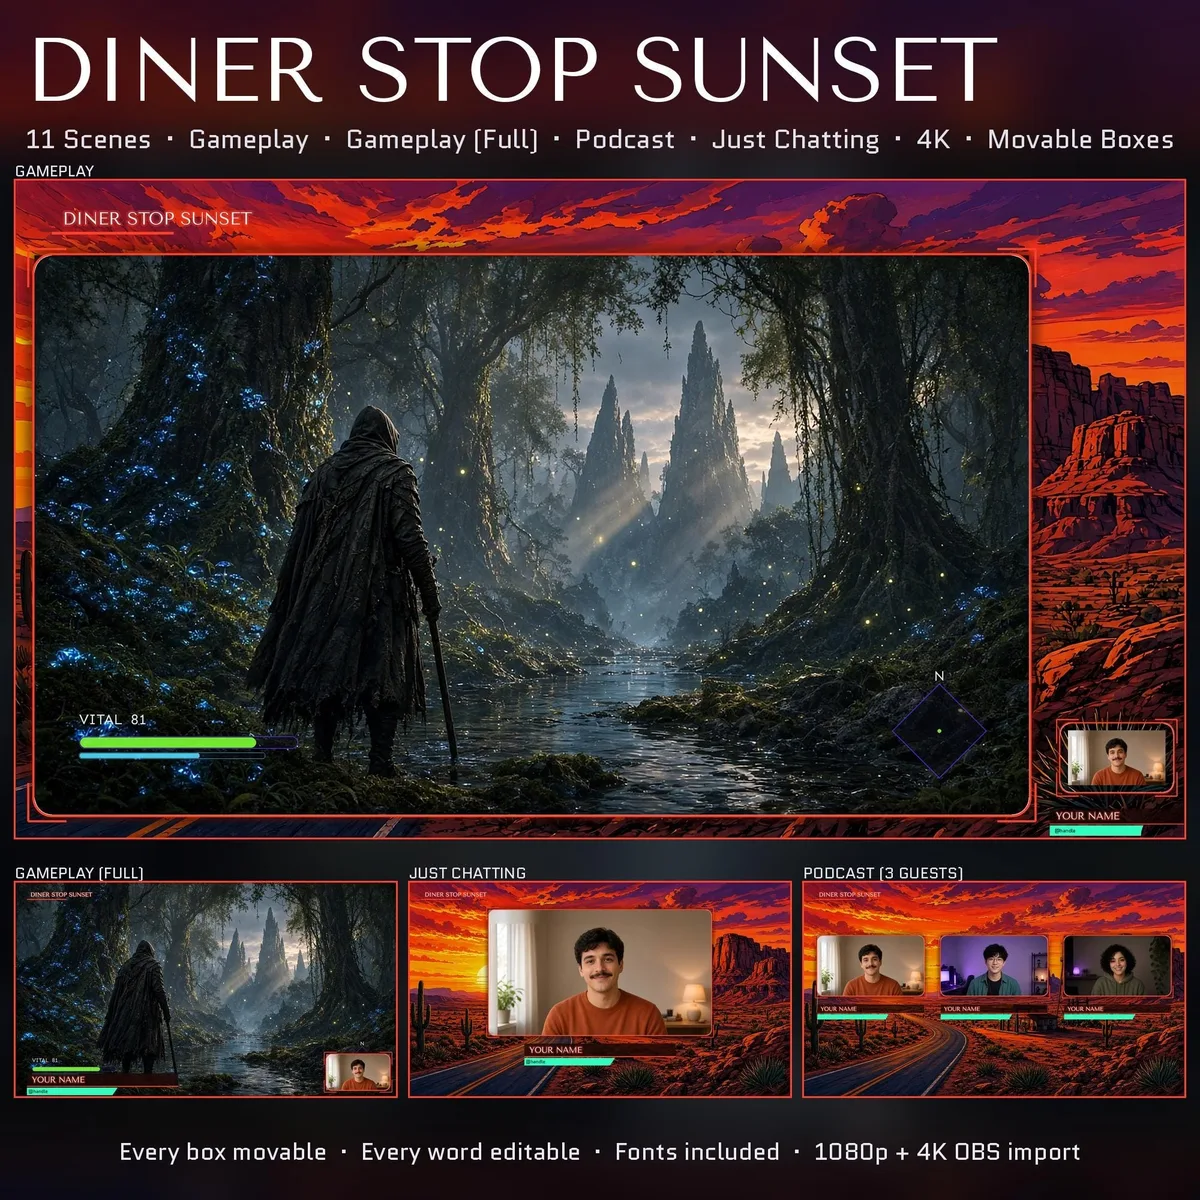 DINER STOP SUNSET
11 Scenes · Gameplay · Gameplay (Full) · Podcast · Just Chatting · 4K · Movable Boxes
GAMEPLAY
DINER STOP SUNSET
VITAL 81
N
YOUR NAME
@handle
GAMEPLAY (FULL)
DINER STOP SUNSET
VITAL 81
N
YOUR NAME
@handle
JUST CHATTING
DINER STOP SUNSET
YOUR NAME
@handle
PODCAST (3 GUESTS)
DINER STOP SUNSET
YOUR NAME
YOUR NAME
YOUR NAME
Every box movable · Every word editable · Fonts included · 1080p + 4K OBS import